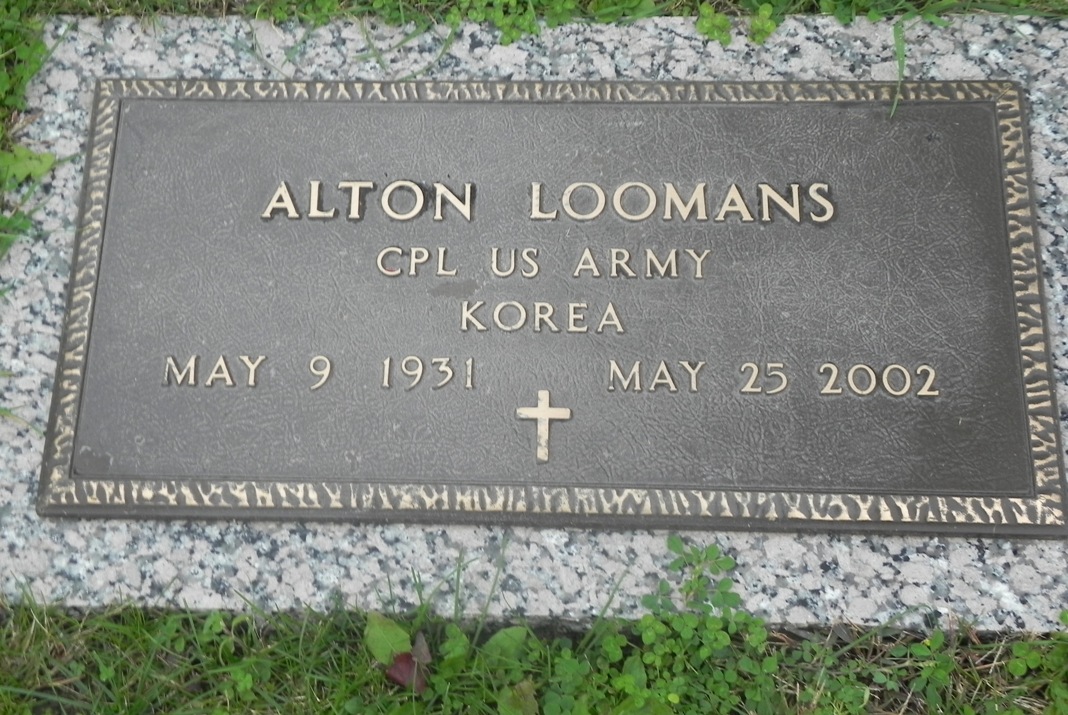 ALTON LOOMANS
CPL US ARMY
KOREA
MAY 9 1931 MAY 25 2002